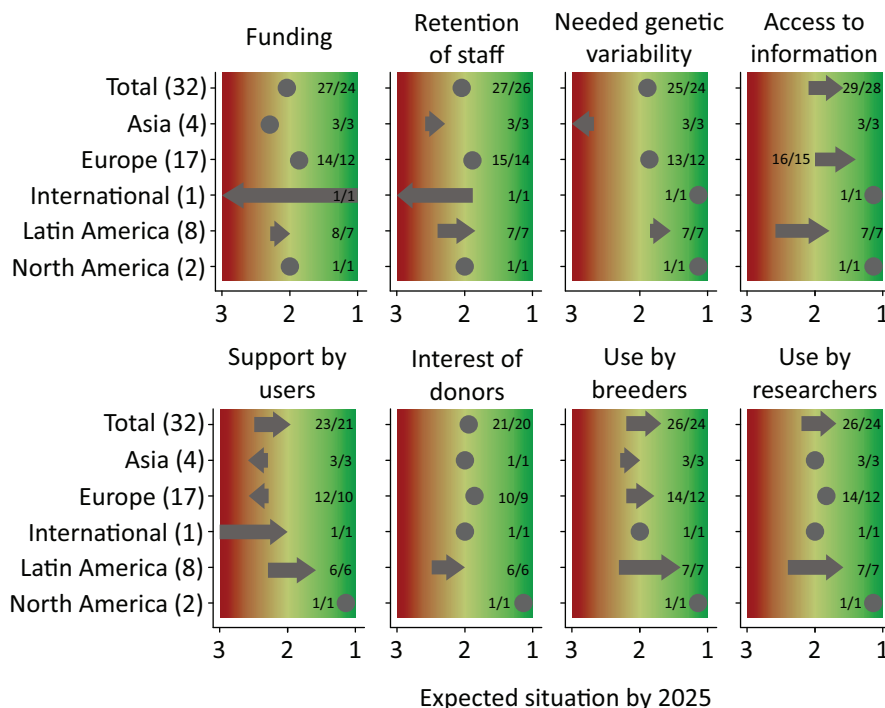 Funding
Retention
of staff
Needed genetic
variability
Access to
information
Total (32) 27/24 27/26 25/24 29/28
Asia (4) 3/3 3/3 3/3 3/3
Europe (17) 14/12 15/14 13/12 16/15
International (1) 1/1 1/1 1/1 1/1
Latin America (8) 8/7 7/7 7/7 7/7
North America (2) 1/1 1/1 1/1 1/1
3 2 1 3 2 1 3 2 1 3 2 1
Support by
users
Interest of
donors
Use by
breeders
Use by
researchers
Total (32) 23/21 21/20 26/24 26/24
Asia (4) 3/3 1/1 3/3 3/3
Europe (17) 12/10 10/9 14/12 14/12
International (1) 1/1 1/1 1/1 1/1
Latin America (8) 6/6 6/6 7/7 7/7
North America (2) 1/1 1/1 1/1 1/1
3 2 1 3 2 1 3 2 1 3 2 1
Expected situation by 2025